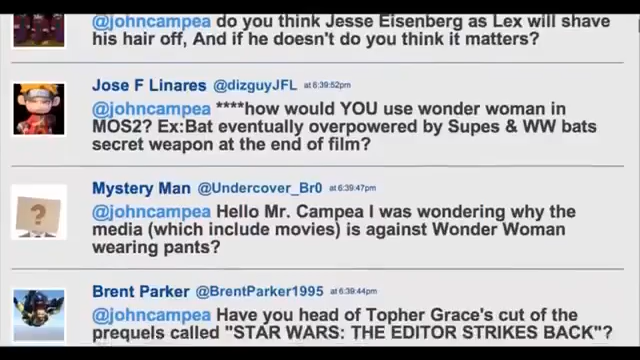 @johncampea do you think Jesse Eisenberg as Lex will shave
his hair off, And if he doesn't do you think it matters?
Jose F Linares @dizguyJFL at 6:39:52pm
@johncampea ****how would YOU use wonder woman in
MOS2? Ex:Bat eventually overpowered by Supes & WW bats
secret weapon at the end of film?
Mystery Man @Undercover_Br0 at 6:39:47pm
@johncampea Hello Mr. Campea I was wondering why the
media (which include movies) is against Wonder Woman
wearing pants?
?
Brent Parker @BrentParker1995 at 6:39:44pm
@johncampea Have you head of Topher Grace's cut of the
prequels called "STAR WARS: THE EDITOR STRIKES BACK"?